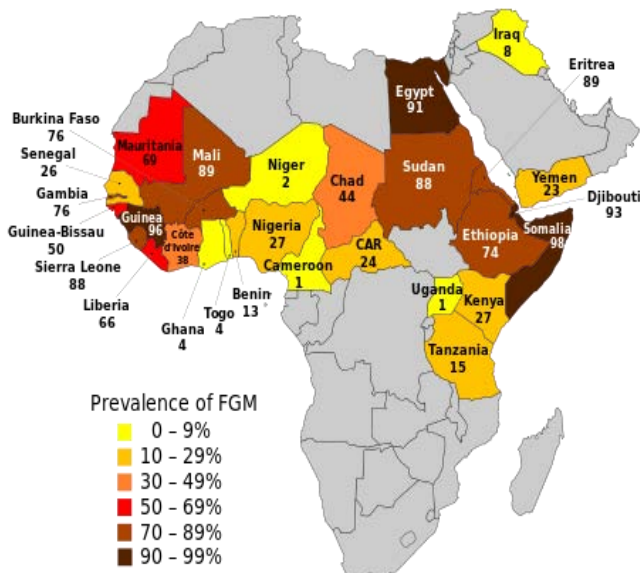 Iraq
8
Eritrea
89
Egypt
91
Burkina Faso
76
Mauritania
69
Mali
89
Senegal
26
Niger
2
Chad
44
Sudan
88
Yemen
23
Djibouti
93
Gambia
76
Guinea
96
Côte
d'Ivoire
38
Nigeria
27
CAR
24
Ethiopia
74
Somalia
98
Guinea-Bissau
50
Sierra Leone
88
Cameroon
1
Uganda
1
Kenya
27
Liberia
66
Ghana
4
Togo
4
Benin
13
Tanzania
15
Prevalence of FGM
0 – 9%
10 – 29%
30 – 49%
50 – 69%
70 – 89%
90 – 99%